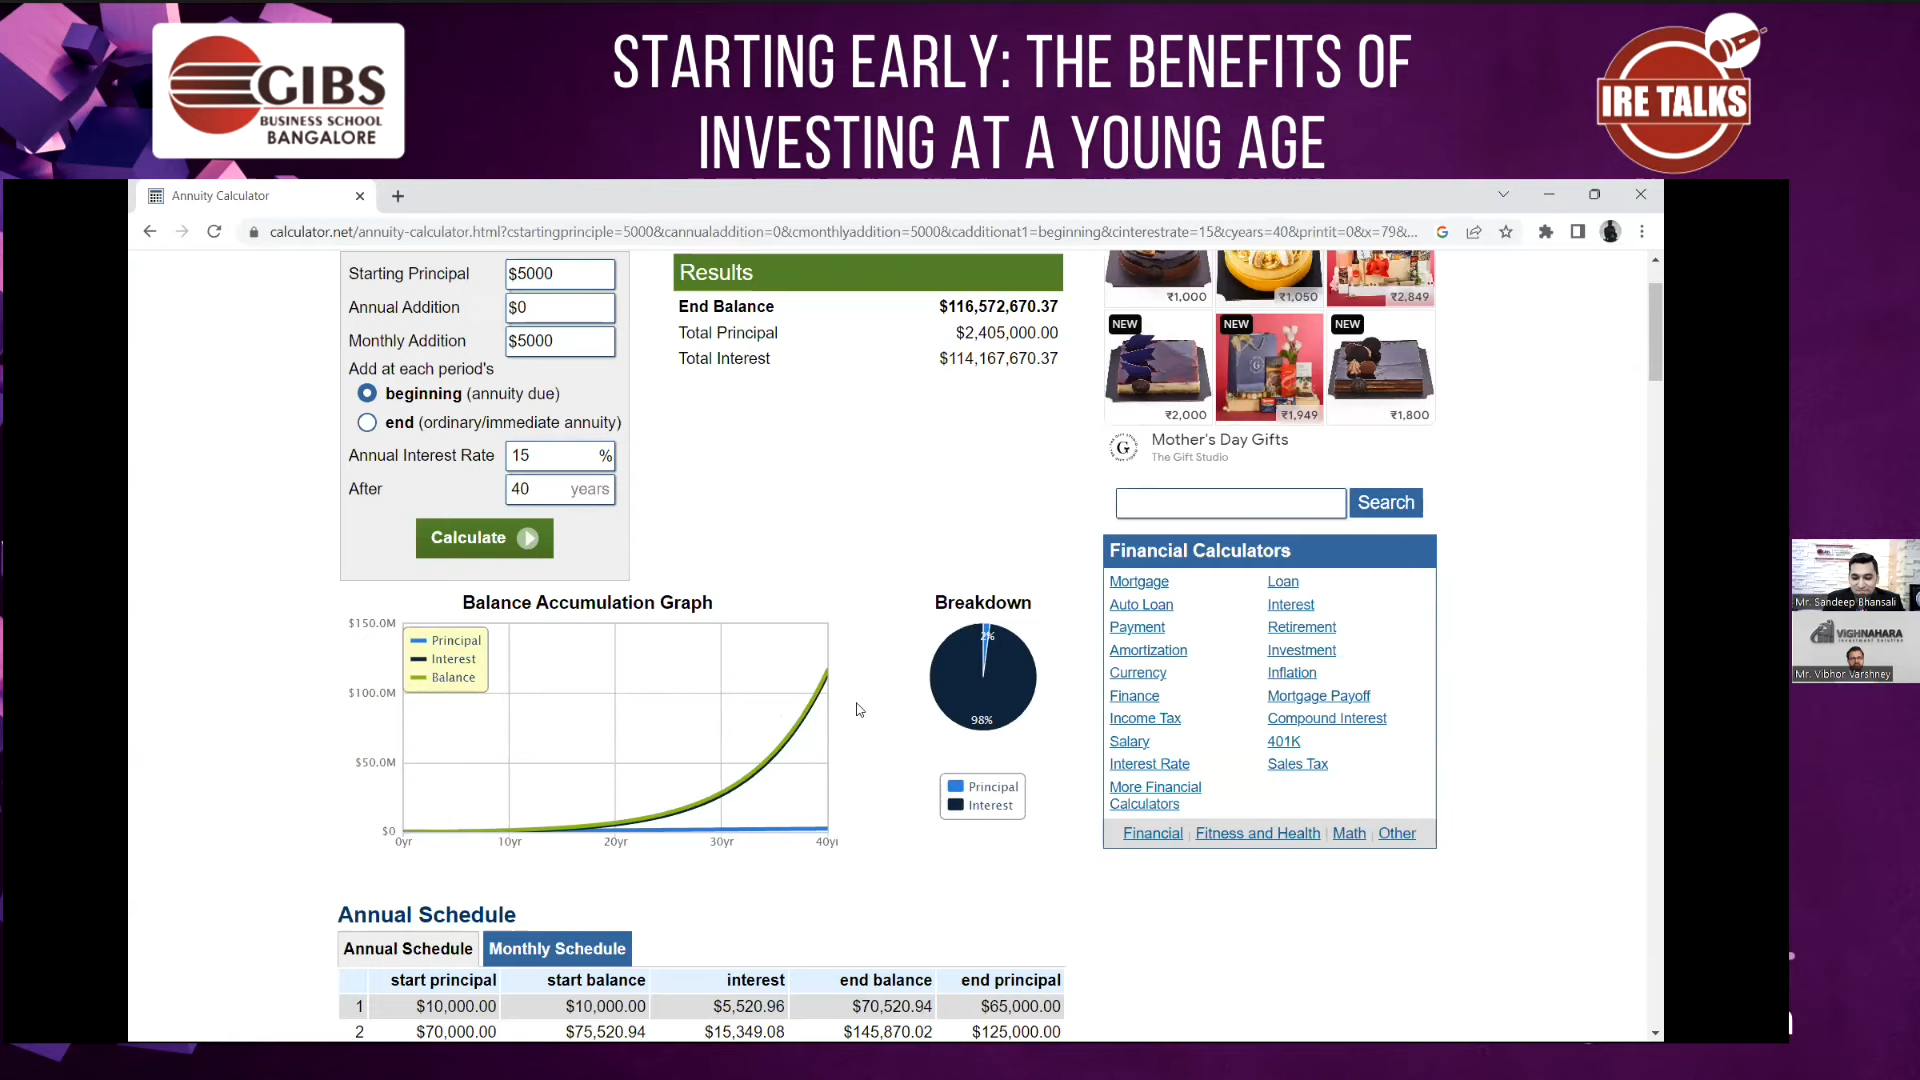 GIBS
BUSINESS SCHOOL
BANGALORE
STARTING EARLY: THE BENEFITS OF
INVESTING AT A YOUNG AGE
IRE TALKS
Annuity Calculator
calculator.net/annuity-calculator.html?cstartingprinciple=5000&cannualaddition=0&cmonthlyaddition=5000&cadditionat1=beginning&cinterestrate=15&cyears=40&printit=0&x=79&...
Starting Principal $5000
Annual Addition $0
Monthly Addition $5000
Add at each period's
beginning (annuity due)
end (ordinary/immediate annuity)
Annual Interest Rate 15 %
After 40 years
Calculate
Results
End Balance $116,572,670.37
Total Principal $2,405,000.00
Total Interest $114,167,670.37
₹1,000 ₹1,050 ₹2,849
NEW NEW NEW
₹2,000 ₹1,949 ₹1,800
G
Mother's Day Gifts
The Gift Studio
Search
Financial Calculators
Mortgage Loan
Auto Loan Interest
Payment Retirement
Amortization Investment
Currency Inflation
Finance Mortgage Payoff
Income Tax Compound Interest
Salary 401K
Interest Rate Sales Tax
More Financial
Calculators
Financial Fitness and Health Math Other
Balance Accumulation Graph
$150.0M
$100.0M
$50.0M
$0
Principal
Interest
Balance
0yr 10yr 20yr 30yr 40yr
Breakdown
2%
98%
Principal
Interest
Annual Schedule
Annual Schedule Monthly Schedule
start principal start balance interest end balance end principal
1 $10,000.00 $10,000.00 $5,520.96 $70,520.94 $65,000.00
2 $70,000.00 $75,520.94 $15,349.08 $145,870.02 $125,000.00
Mr. Sandeep Bhansali
VIGHNAHARA
Investment Solution
Mr. Vibhor Varshney